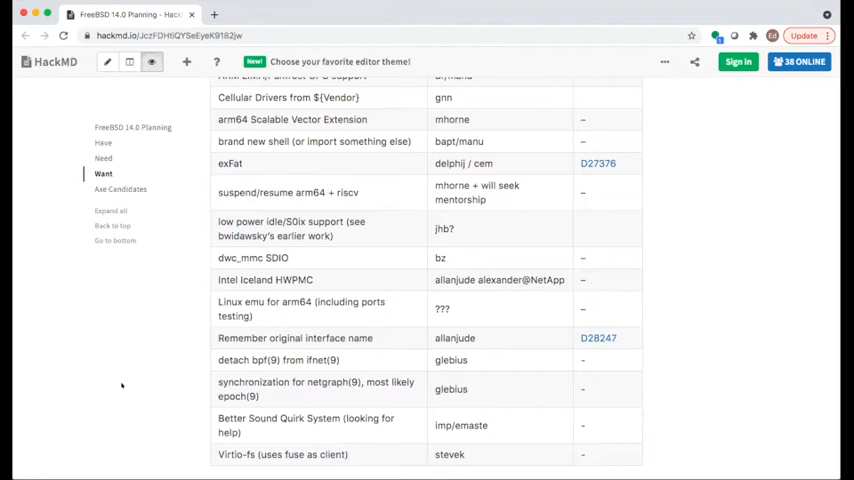 FreeBSD 14.0 Planning - HackM
hackmd.io/JczFDHtiQYSeEyeK9182jw
Ed
Update
HackMD
New! Choose your favorite editor theme!
Sign in
38 ONLINE
FreeBSD 14.0 Planning
Have
Need
Want
Axe Candidates
Expall all
Back to top
Go to bottom
Cellular Drivers from ${Vendor} gnn
arm64 Scalable Vector Extension mhorne –
brand new shell (or import something else) bapt/manu –
exFat delphij / cem D27376
suspend/resume arm64 + riscv mhorne + will seek –
mentorship
low power idle/S0ix support (see jhb?
bwidawsky's earlier work)
dwc_mmc SDIO bz –
Intel Iceland HWPMC allanjude alexander@NetApp –
Linux emu for arm64 (including ports ??? –
testing)
Remember original interface name allanjude D28247
detach bpf(9) from ifnet(9) glebius -
synchronization for netgraph(9), most likely glebius -
epoch(9)
Better Sound Quirk System (looking for imp/emaste -
help)
Virtio-fs (uses fuse as client) stevek -